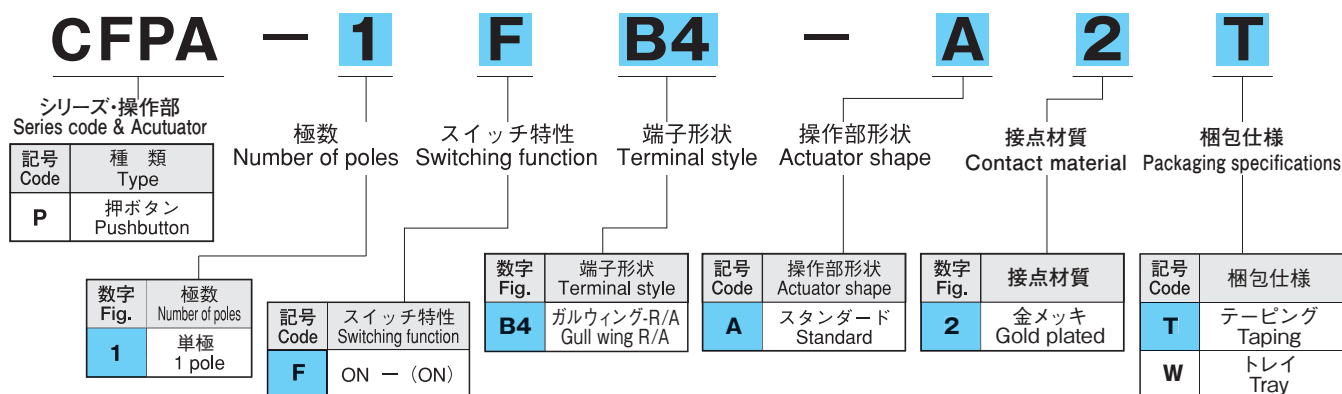 CFPA － 1 F B4 － A 2 T
シリーズ・操作部
Series code & Acutuator
記号 種　類
Code Type
P 押ボタン
Pushbutton
極数
Number of poles
スイッチ特性
Switching function
端子形状
Terminal style
操作部形状
Actuator shape
接点材質
Contact material
梱包仕様
Packaging specifications
数字 極数
Fig. Number of poles
1 単極
1 pole
記号 スイッチ特性
Code Switching function
F ON － (ON)
数字 端子形状
Fig. Terminal style
B4 ガルウィング-R/A
Gull wing R/A
記号 操作部形状
Code Actuator shape
A スタンダード
Standard
数字 接点材質
Fig.
2 金メッキ
Gold plated
記号 梱包仕様
Code
T テーピング
Taping
W トレイ
Tray